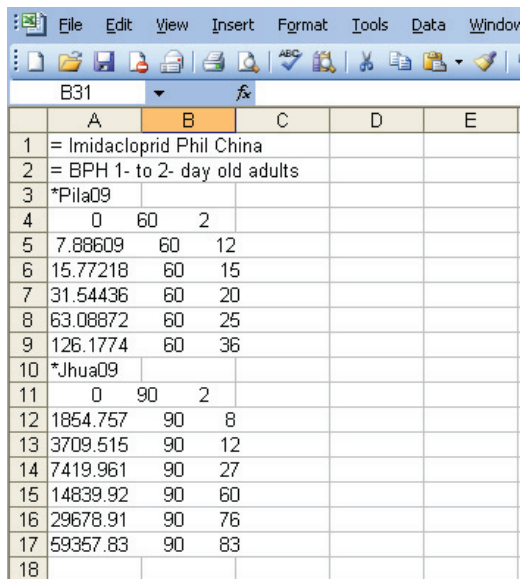 File Edit View Insert Format Tools Data Window
ABC
B31 fx
A B C D E
1 = Imidacloprid Phil China
2 = BPH 1- to 2- day old adults
3 *Pila09
4 0 60 2
5 7.88609 60 12
6 15.77218 60 15
7 31.54436 60 20
8 63.08872 60 25
9 126.1774 60 36
10 *Jhua09
11 0 90 2
12 1854.757 90 8
13 3709.515 90 12
14 7419.961 90 27
15 14839.92 90 60
16 29678.91 90 76
17 59357.83 90 83
18